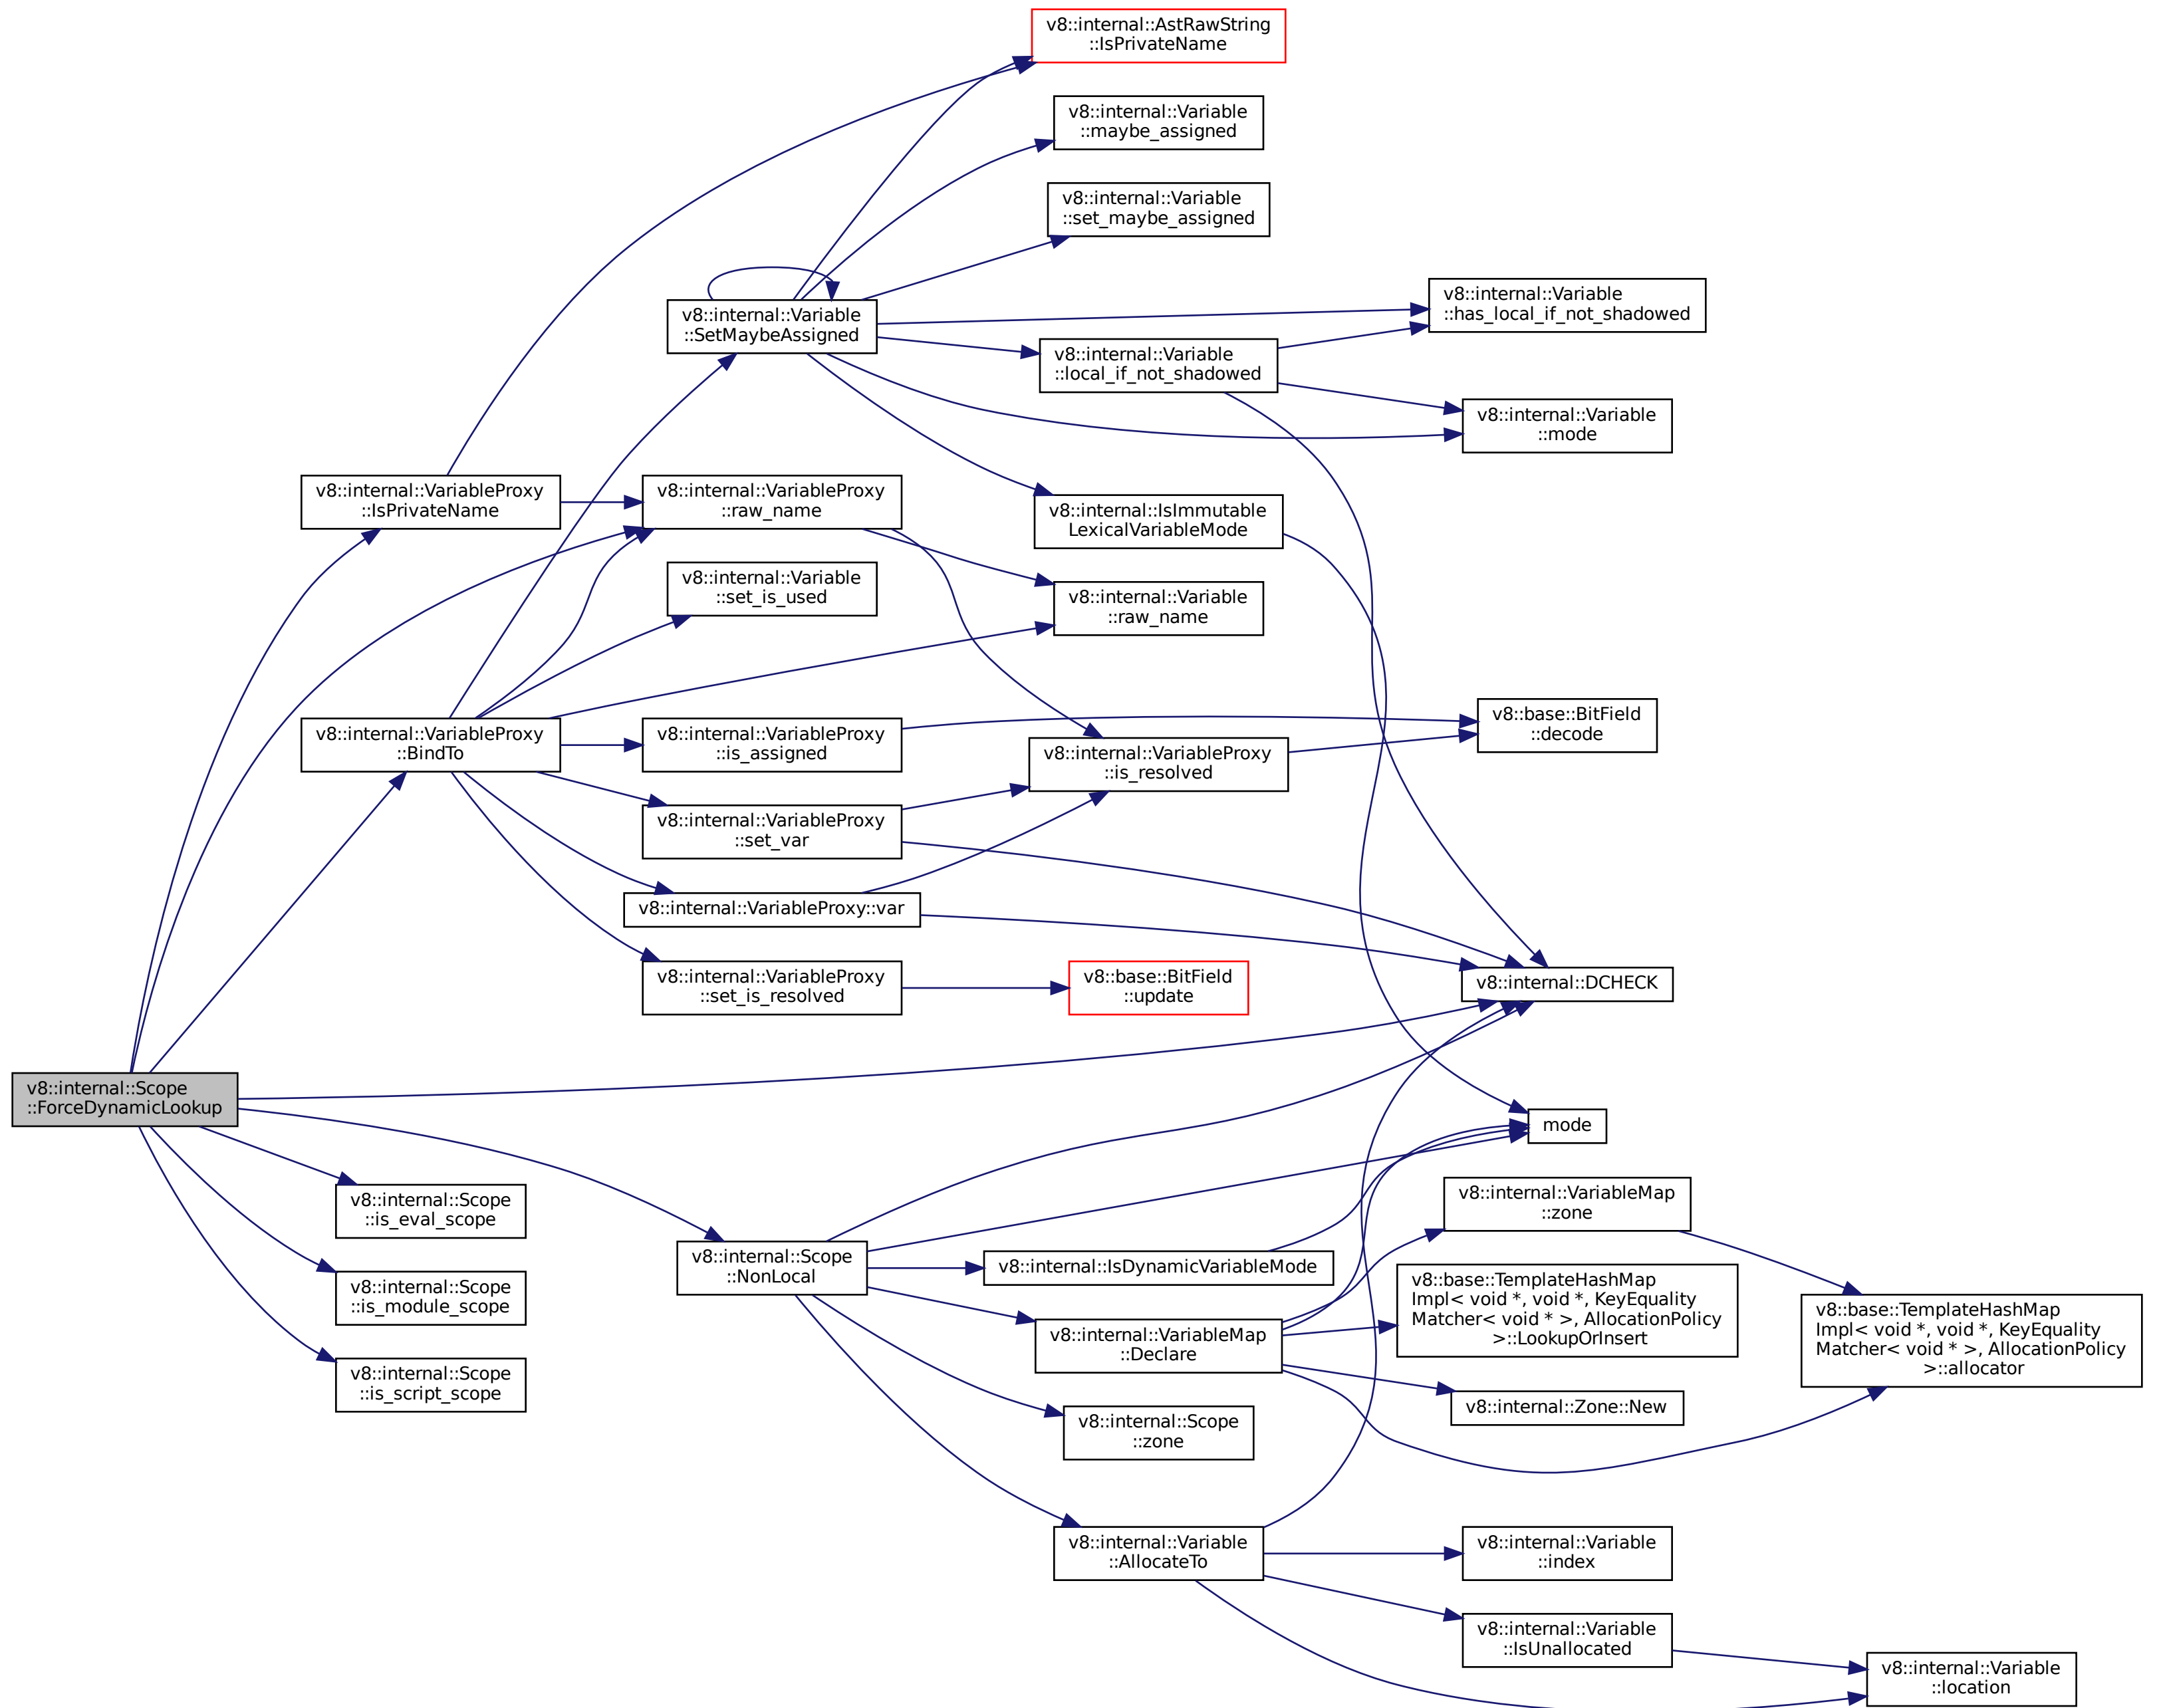 v8::internal::AstRawString
::IsPrivateName
v8::internal::Variable
::maybe_assigned
v8::internal::Variable
::set_maybe_assigned
v8::internal::Variable
::has_local_if_not_shadowed
v8::internal::Variable
::SetMaybeAssigned
v8::internal::Variable
::local_if_not_shadowed
v8::internal::Variable
::mode
v8::internal::VariableProxy
::IsPrivateName
v8::internal::VariableProxy
::raw_name
v8::internal::IsImmutable
LexicalVariableMode
v8::internal::Variable
::set_is_used
v8::internal::Variable
::raw_name
v8::internal::VariableProxy
::BindTo
v8::internal::VariableProxy
::is_assigned
v8::internal::VariableProxy
::is_resolved
v8::base::BitField
::decode
v8::internal::VariableProxy
::set_var
v8::internal::VariableProxy::var
v8::internal::VariableProxy
::set_is_resolved
v8::base::BitField
::update
v8::internal::DCHECK
v8::internal::Scope
::ForceDynamicLookup
mode
v8::internal::Scope
::is_eval_scope
v8::internal::VariableMap
::zone
v8::internal::Scope
::NonLocal
v8::internal::IsDynamicVariableMode
v8::internal::Scope
::is_module_scope
v8::base::TemplateHashMap
Impl< void *, void *, KeyEquality
Matcher< void * >, AllocationPolicy
>::LookupOrInsert
v8::base::TemplateHashMap
Impl< void *, void *, KeyEquality
Matcher< void * >, AllocationPolicy
>::allocator
v8::internal::VariableMap
::Declare
v8::internal::Scope
::is_script_scope
v8::internal::Zone::New
v8::internal::Scope
::zone
v8::internal::Variable
::AllocateTo
v8::internal::Variable
::index
v8::internal::Variable
::IsUnallocated
v8::internal::Variable
::location